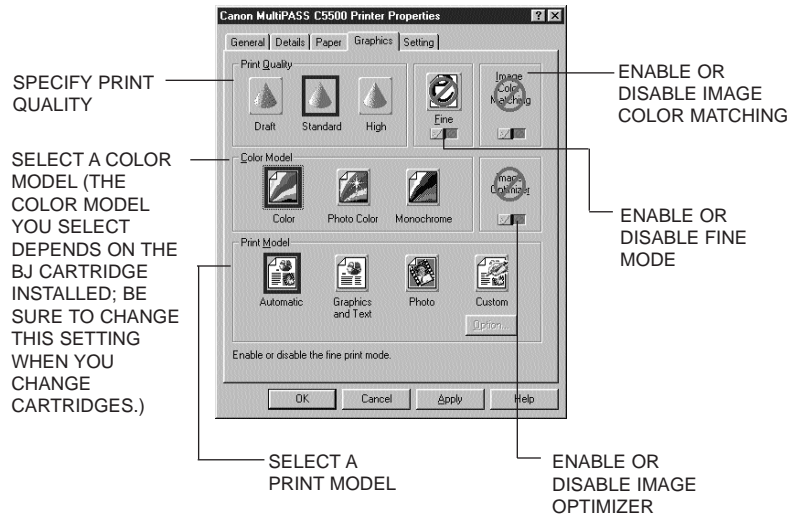 Canon MultiPASS C5500 Printer Properties
General Details Paper Graphics Setting
Print Quality
Draft
Standard
High
Fine
Image
Color
Matching
Color Model
Color
Photo Color
Monochrome
Image
Optimizer
Print Model
Automatic
Graphics
and Text
Photo
Custom
Option...
Enable or disable the fine print mode.
OK
Cancel
Apply
Help
SPECIFY PRINT
QUALITY
SELECT A COLOR
MODEL (THE
COLOR MODEL
YOU SELECT
DEPENDS ON THE
BJ CARTRIDGE
INSTALLED; BE
SURE TO CHANGE
THIS SETTING
WHEN YOU
CHANGE
CARTRIDGES.)
ENABLE OR
DISABLE IMAGE
COLOR MATCHING
ENABLE OR
DISABLE FINE
MODE
SELECT A
PRINT MODEL
ENABLE OR
DISABLE IMAGE
OPTIMIZER